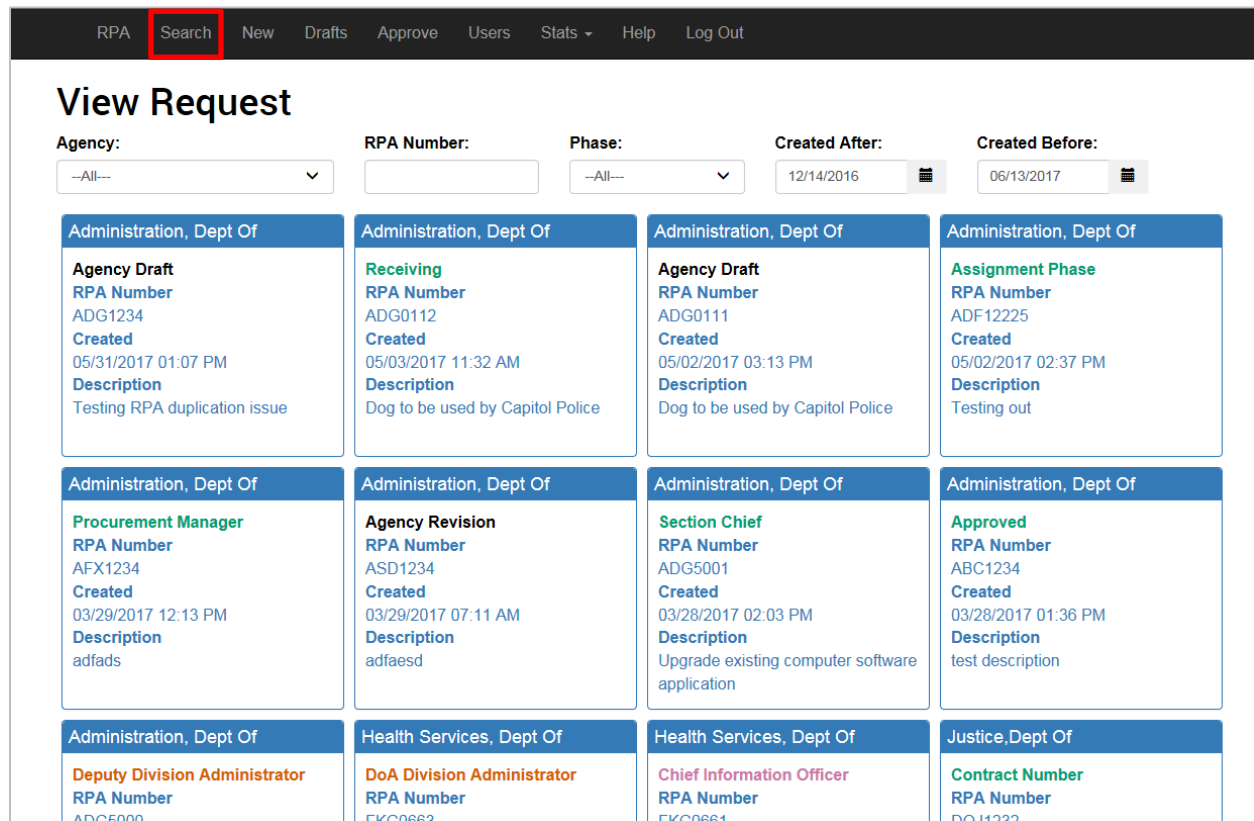 RPA Search New Drafts Approve Users Stats Help Log Out
View Request
Agency: RPA Number: Phase: Created After: Created Before:
--All--- --All--- 12/14/2016 06/13/2017
Administration, Dept Of
Agency Draft
RPA Number
ADG1234
Created
05/31/2017 01:07 PM
Description
Testing RPA duplication issue
Administration, Dept Of
Receiving
RPA Number
ADG0112
Created
05/03/2017 11:32 AM
Description
Dog to be used by Capitol Police
Administration, Dept Of
Agency Draft
RPA Number
ADG0111
Created
05/02/2017 03:13 PM
Description
Dog to be used by Capitol Police
Administration, Dept Of
Assignment Phase
RPA Number
ADF12225
Created
05/02/2017 02:37 PM
Description
Testing out
Administration, Dept Of
Procurement Manager
RPA Number
AFX1234
Created
03/29/2017 12:13 PM
Description
adfads
Administration, Dept Of
Agency Revision
RPA Number
ASD1234
Created
03/29/2017 07:11 AM
Description
adfaesd
Administration, Dept Of
Section Chief
RPA Number
ADG5001
Created
03/28/2017 02:03 PM
Description
Upgrade existing computer software
application
Administration, Dept Of
Approved
RPA Number
ABC1234
Created
03/28/2017 01:36 PM
Description
test description
Administration, Dept Of
Deputy Division Administrator
RPA Number
Health Services, Dept Of
DoA Division Administrator
RPA Number
Health Services, Dept Of
Chief Information Officer
RPA Number
Justice,Dept Of
Contract Number
RPA Number